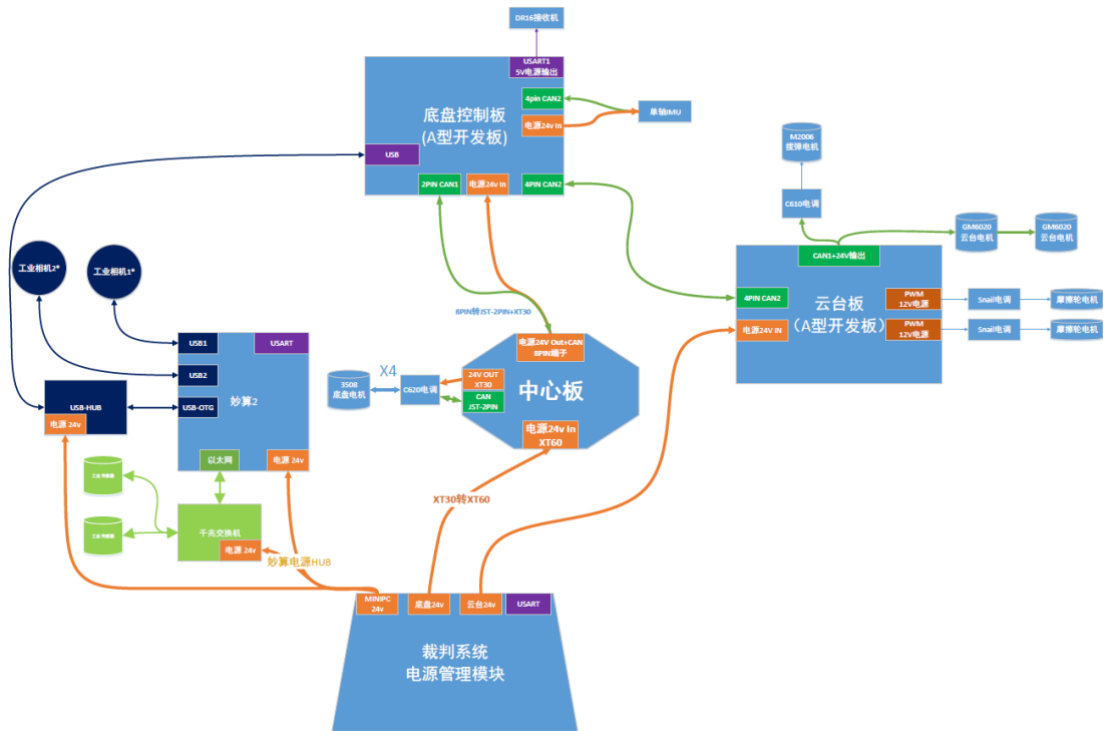 DR16接收机
USART1
5V电源输出
4pin CAN2
底盘控制板
(A型开发板)
电源24v In
单轴IMU
USB
2PIN CAN1
电源24v In
4PIN CAN2
M2006
拨弹电机
C610电调
GM6020
云台电机
GM6020
云台电机
CAN1+24V输出
工业相机2*
工业相机1*
4PIN CAN2
云台板
（A型开发板）
PWM
12V电源
Snail电调
摩擦轮电机
电源24V IN
PWM
12V电源
Snail电调
摩擦轮电机
8PIN转JST-2PIN+XT30
USB1
USART
电源24V Out+CAN
8PIN端子
USB2
X4
24V OUT
XT30
中心板
3508
底盘电机
C620电调
CAN
JST-2PIN
妙算2
USB-HUB
USB-OTG
电源 24v
电源24v In
XT60
以太网
电源 24v
XT30转XT60
千兆交换机
电源 24v
妙算电源HUB
MINIPC
24v
底盘24v
云台24v
USART
裁判系统
电源管理模块